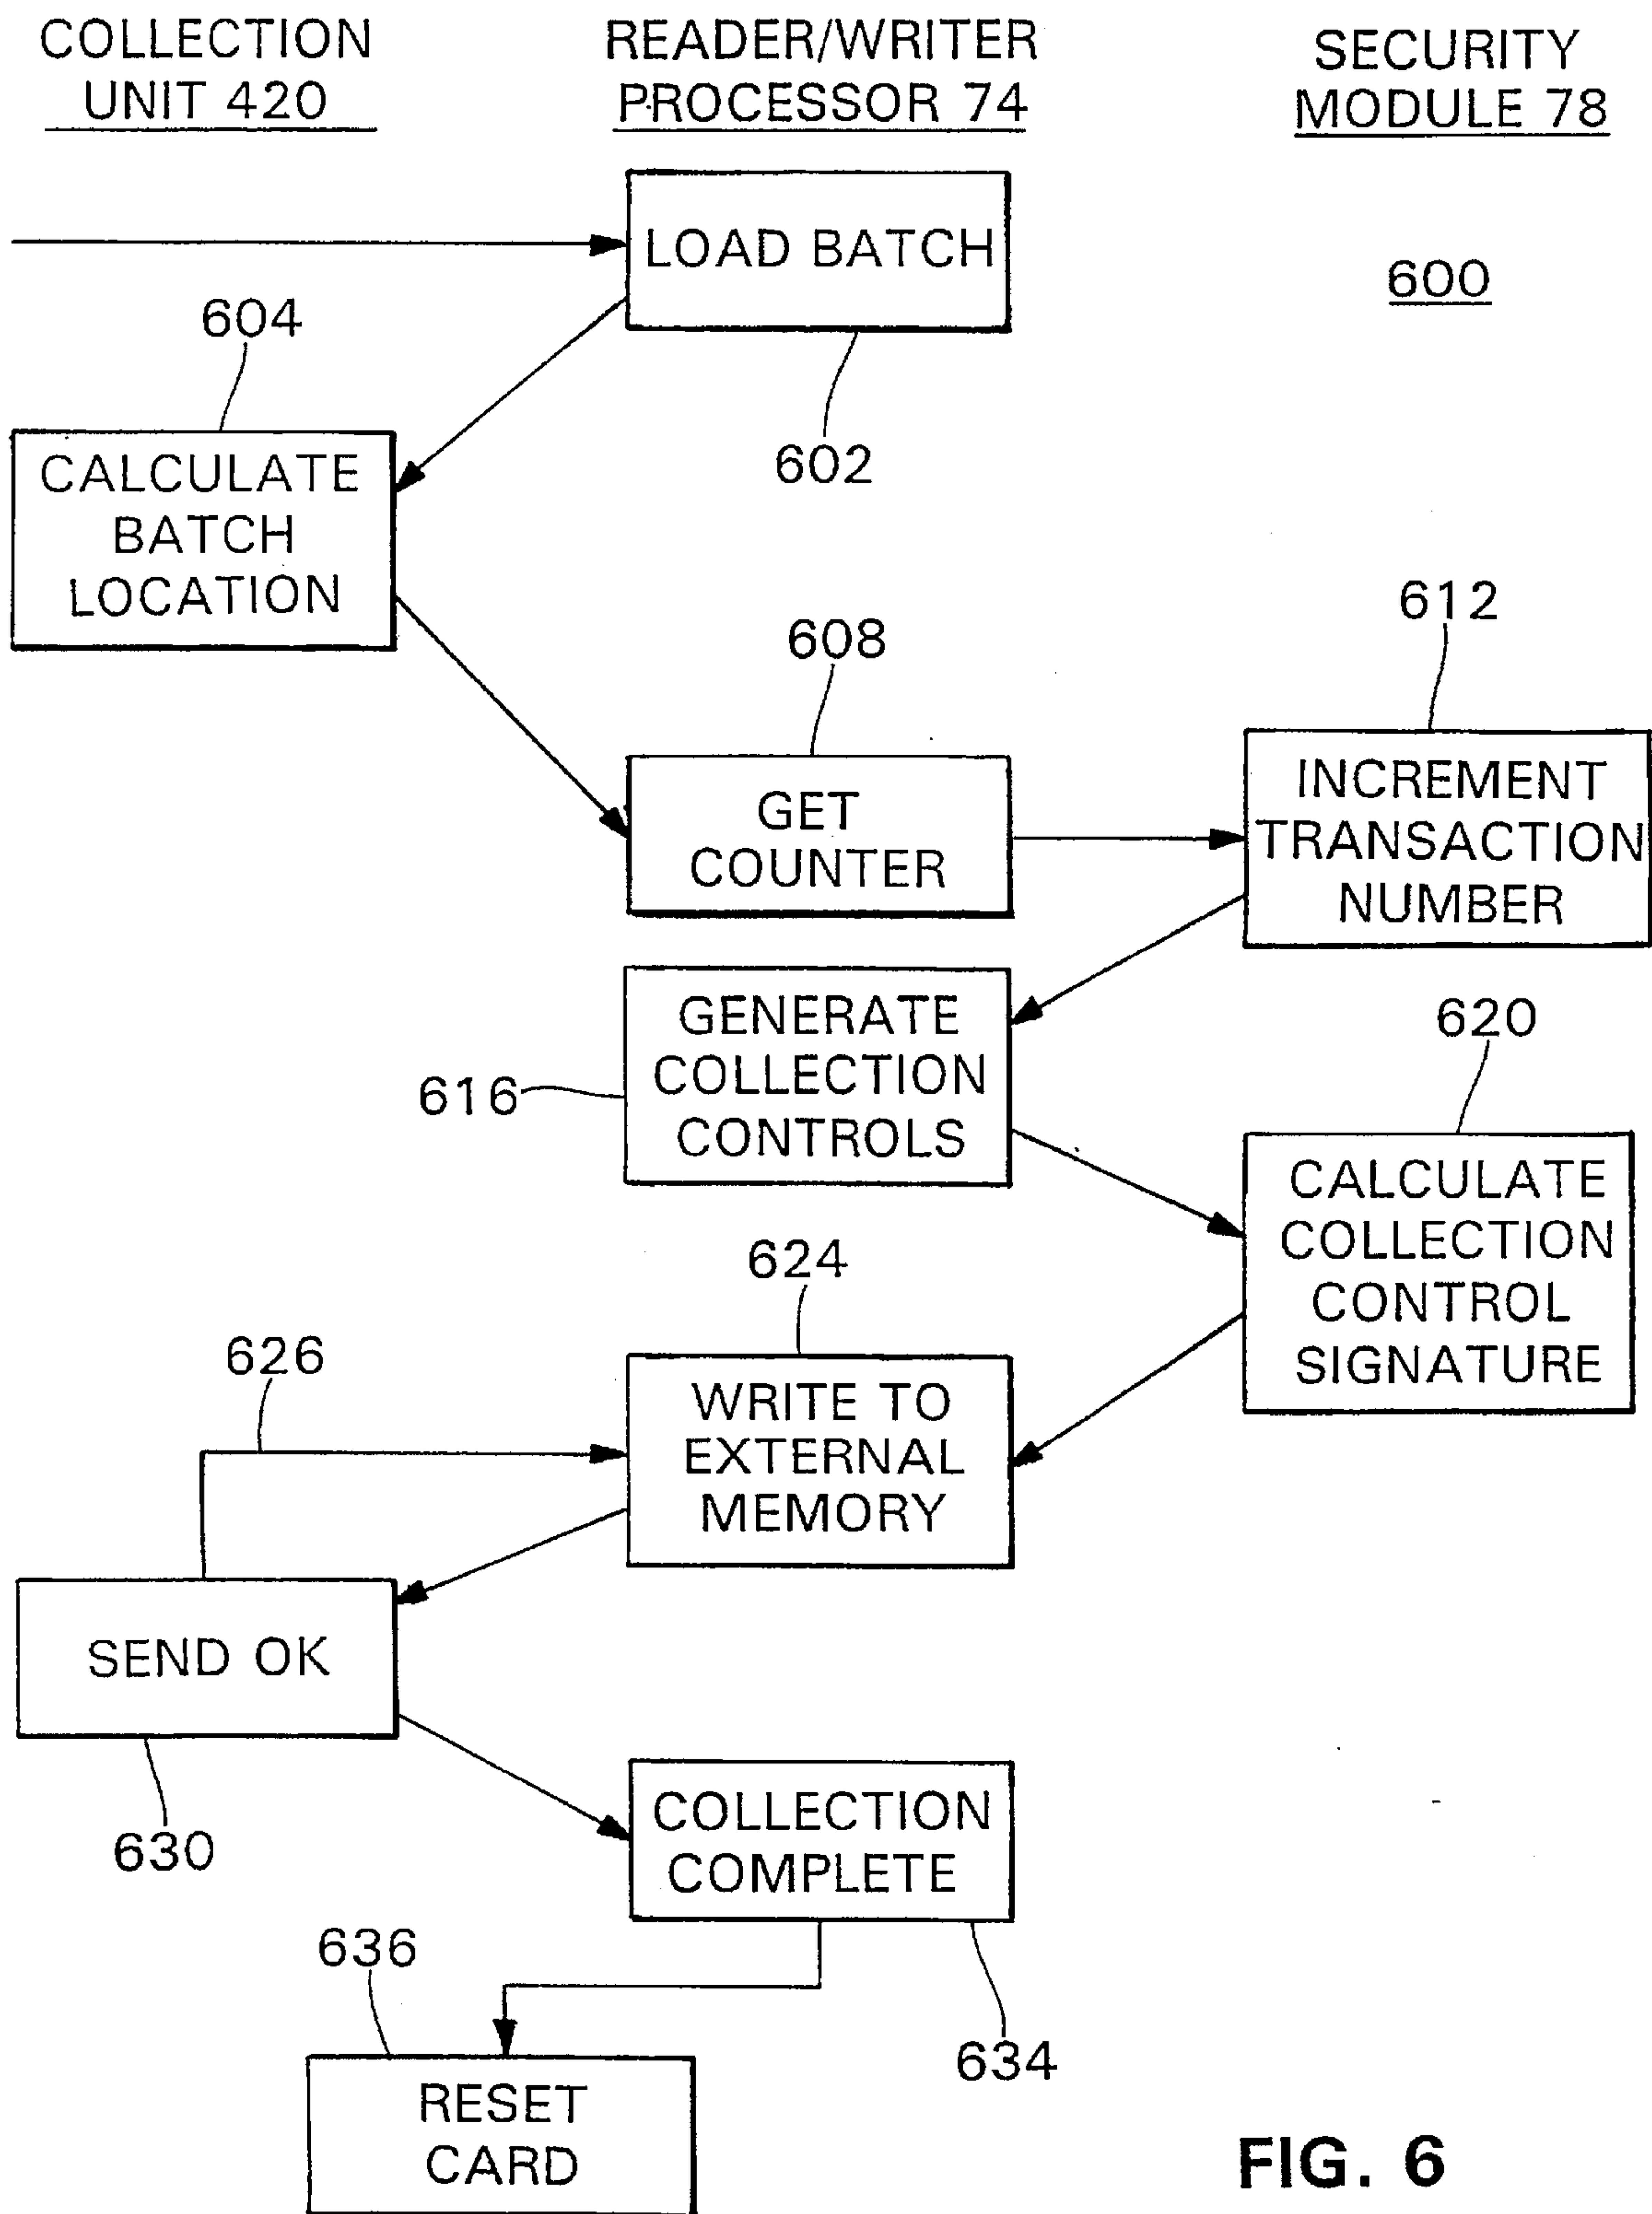 COLLECTION
UNIT 420
READER/WRITER
PROCESSOR 74
SECURITY
MODULE 78
LOAD BATCH
600
604
602
CALCULATE
BATCH
LOCATION
612
608
GET
COUNTER
INCREMENT
TRANSACTION
NUMBER
616
GENERATE
COLLECTION
CONTROLS
620
CALCULATE
COLLECTION
CONTROL
SIGNATURE
624
626
WRITE TO
EXTERNAL
MEMORY
SEND OK
630
COLLECTION
COMPLETE
636
634
RESET
CARD
FIG. 6